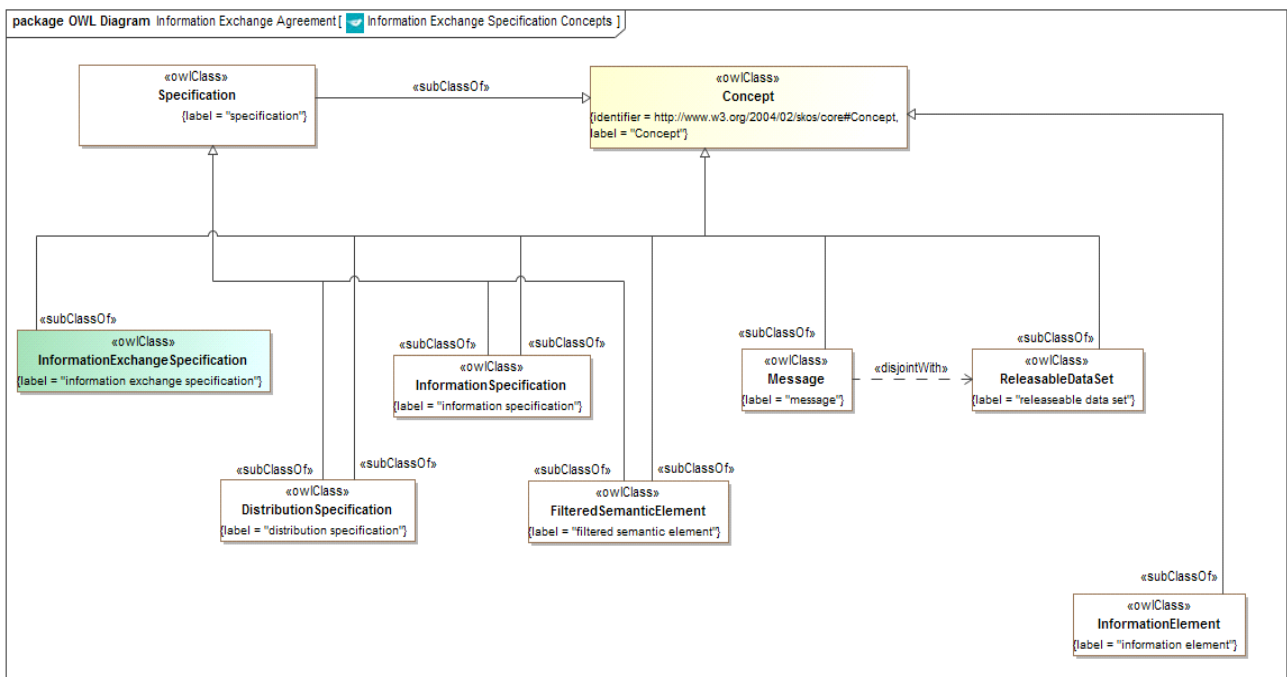 package OWL Diagram Information Exchange Agreement [ Information Exchange Specification Concepts ]
«owlClass»
Specification
{label = "specification"}
«subClassOf»
«owlClass»
Concept
{identifier = http://www.w3.org/2004/02/skos/core#Concept,
label = "Concept"}
«subClassOf»
«owlClass»
InformationExchangeSpecification
{label = "information exchange specification"}
«subClassOf»
«subClassOf»
«owlClass»
InformationSpecification
{label = "information specification"}
«subClassOf»
«owlClass»
Message
{label = "message"}
«disjointWith»
«subClassOf»
«owlClass»
ReleasableDataSet
{label = "releaseable data set"}
«subClassOf»
«subClassOf»
«owlClass»
DistributionSpecification
{label = "distribution specification"}
«subClassOf»
«subClassOf»
«owlClass»
FilteredSemanticElement
{label = "filtered semantic element"}
«subClassOf»
«owlClass»
InformationElement
{label = "information element"}